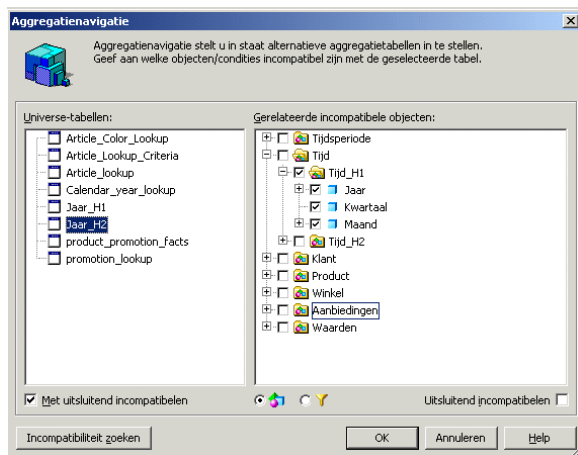 Aggregatienavigatie
Aggregatienavigatie stelt u in staat alternatieve aggregatietabellen in te stellen.
Geef aan welke objecten/condities incompatibel zijn met de geselecteerde tabel.
Universe-tabellen:
Gerelateerde incompatibele objecten:
Article_Color_Lookup
Article_Lookup_Criteria
Article_lookup
Calendar_year_lookup
Jaar_H1
Jaar_H2
product_promotion_facts
promotion_lookup
Tijdsperiode
Tijd
Tijd_H1
Jaar
Kwartaal
Maand
Tijd_H2
Klant
Product
Winkel
Aanbiedingen
Waarden
Met uitsluitend incompatibelen
Uitsluitend incompatibelen
Incompatibiliteit zoeken
OK
Annuleren
Help